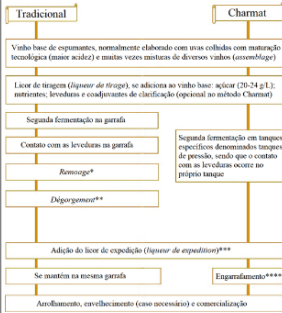 Tradicional
Charmat
Vinho base de espumantes, normalmente elaborado com uvas colhidas com maturação
tecnológica (maior acidez) e muitas vezes misturas de diversos vinhos (assemblage)
Licor de tiragem (liqueur de tirage), se adiciona ao vinho base: açúcar (20-24 g/L);
nutrientes; leveduras e coadjuvantes de clarificação (opcional no método Charmat)
Segunda fermentação na garrafa
Contato com as leveduras na garrafa
Remuage*
Dégorgement**
Segunda fermentação em tanques
específicos denominados tanques
de pressão, sendo que o contato
com as leveduras ocorre no
próprio tanque
Adição do licor de expedição (liqueur de expedition)***
Se mantém na mesma garrafa
Engarrafamento****
Arrolhamento, envelhecimento (caso necessário) e comercialização